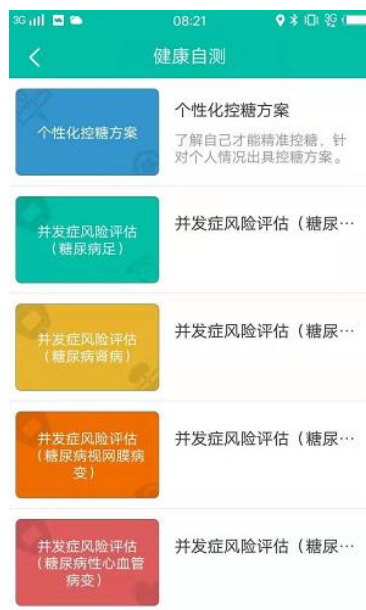 3G 08:21
健康自测
个性化控糖方案
个性化控糖方案
了解自己才能精准控糖，针
对个人情况出具控糖方案。
并发症风险评估
（糖尿病足）
并发症风险评估（糖尿…
并发症风险评估
（糖尿病肾病）
并发症风险评估（糖尿…
并发症风险评估
（糖尿病视网膜病
变）
并发症风险评估（糖尿…
并发症风险评估
（糖尿病性心血管
病变）
并发症风险评估（糖尿…